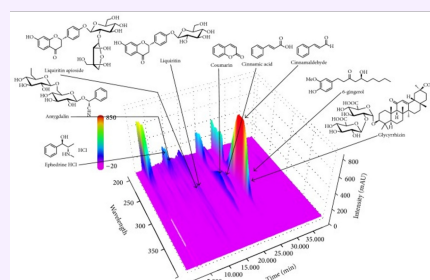 Liquiritin apioside
Liquiritin
Coumarin
Cinnamic acid
Cinnamaldehyde
6-gingerol
Glycyrrhizin
Amygdalin
Ephedrine HCl
HCl
850
-20
200
250
300
350
Wavelength
10.000
15.000
20.000
25.000
30.000
35.000
Time (min)
0
200
400
600
800
Intensity (mAU)